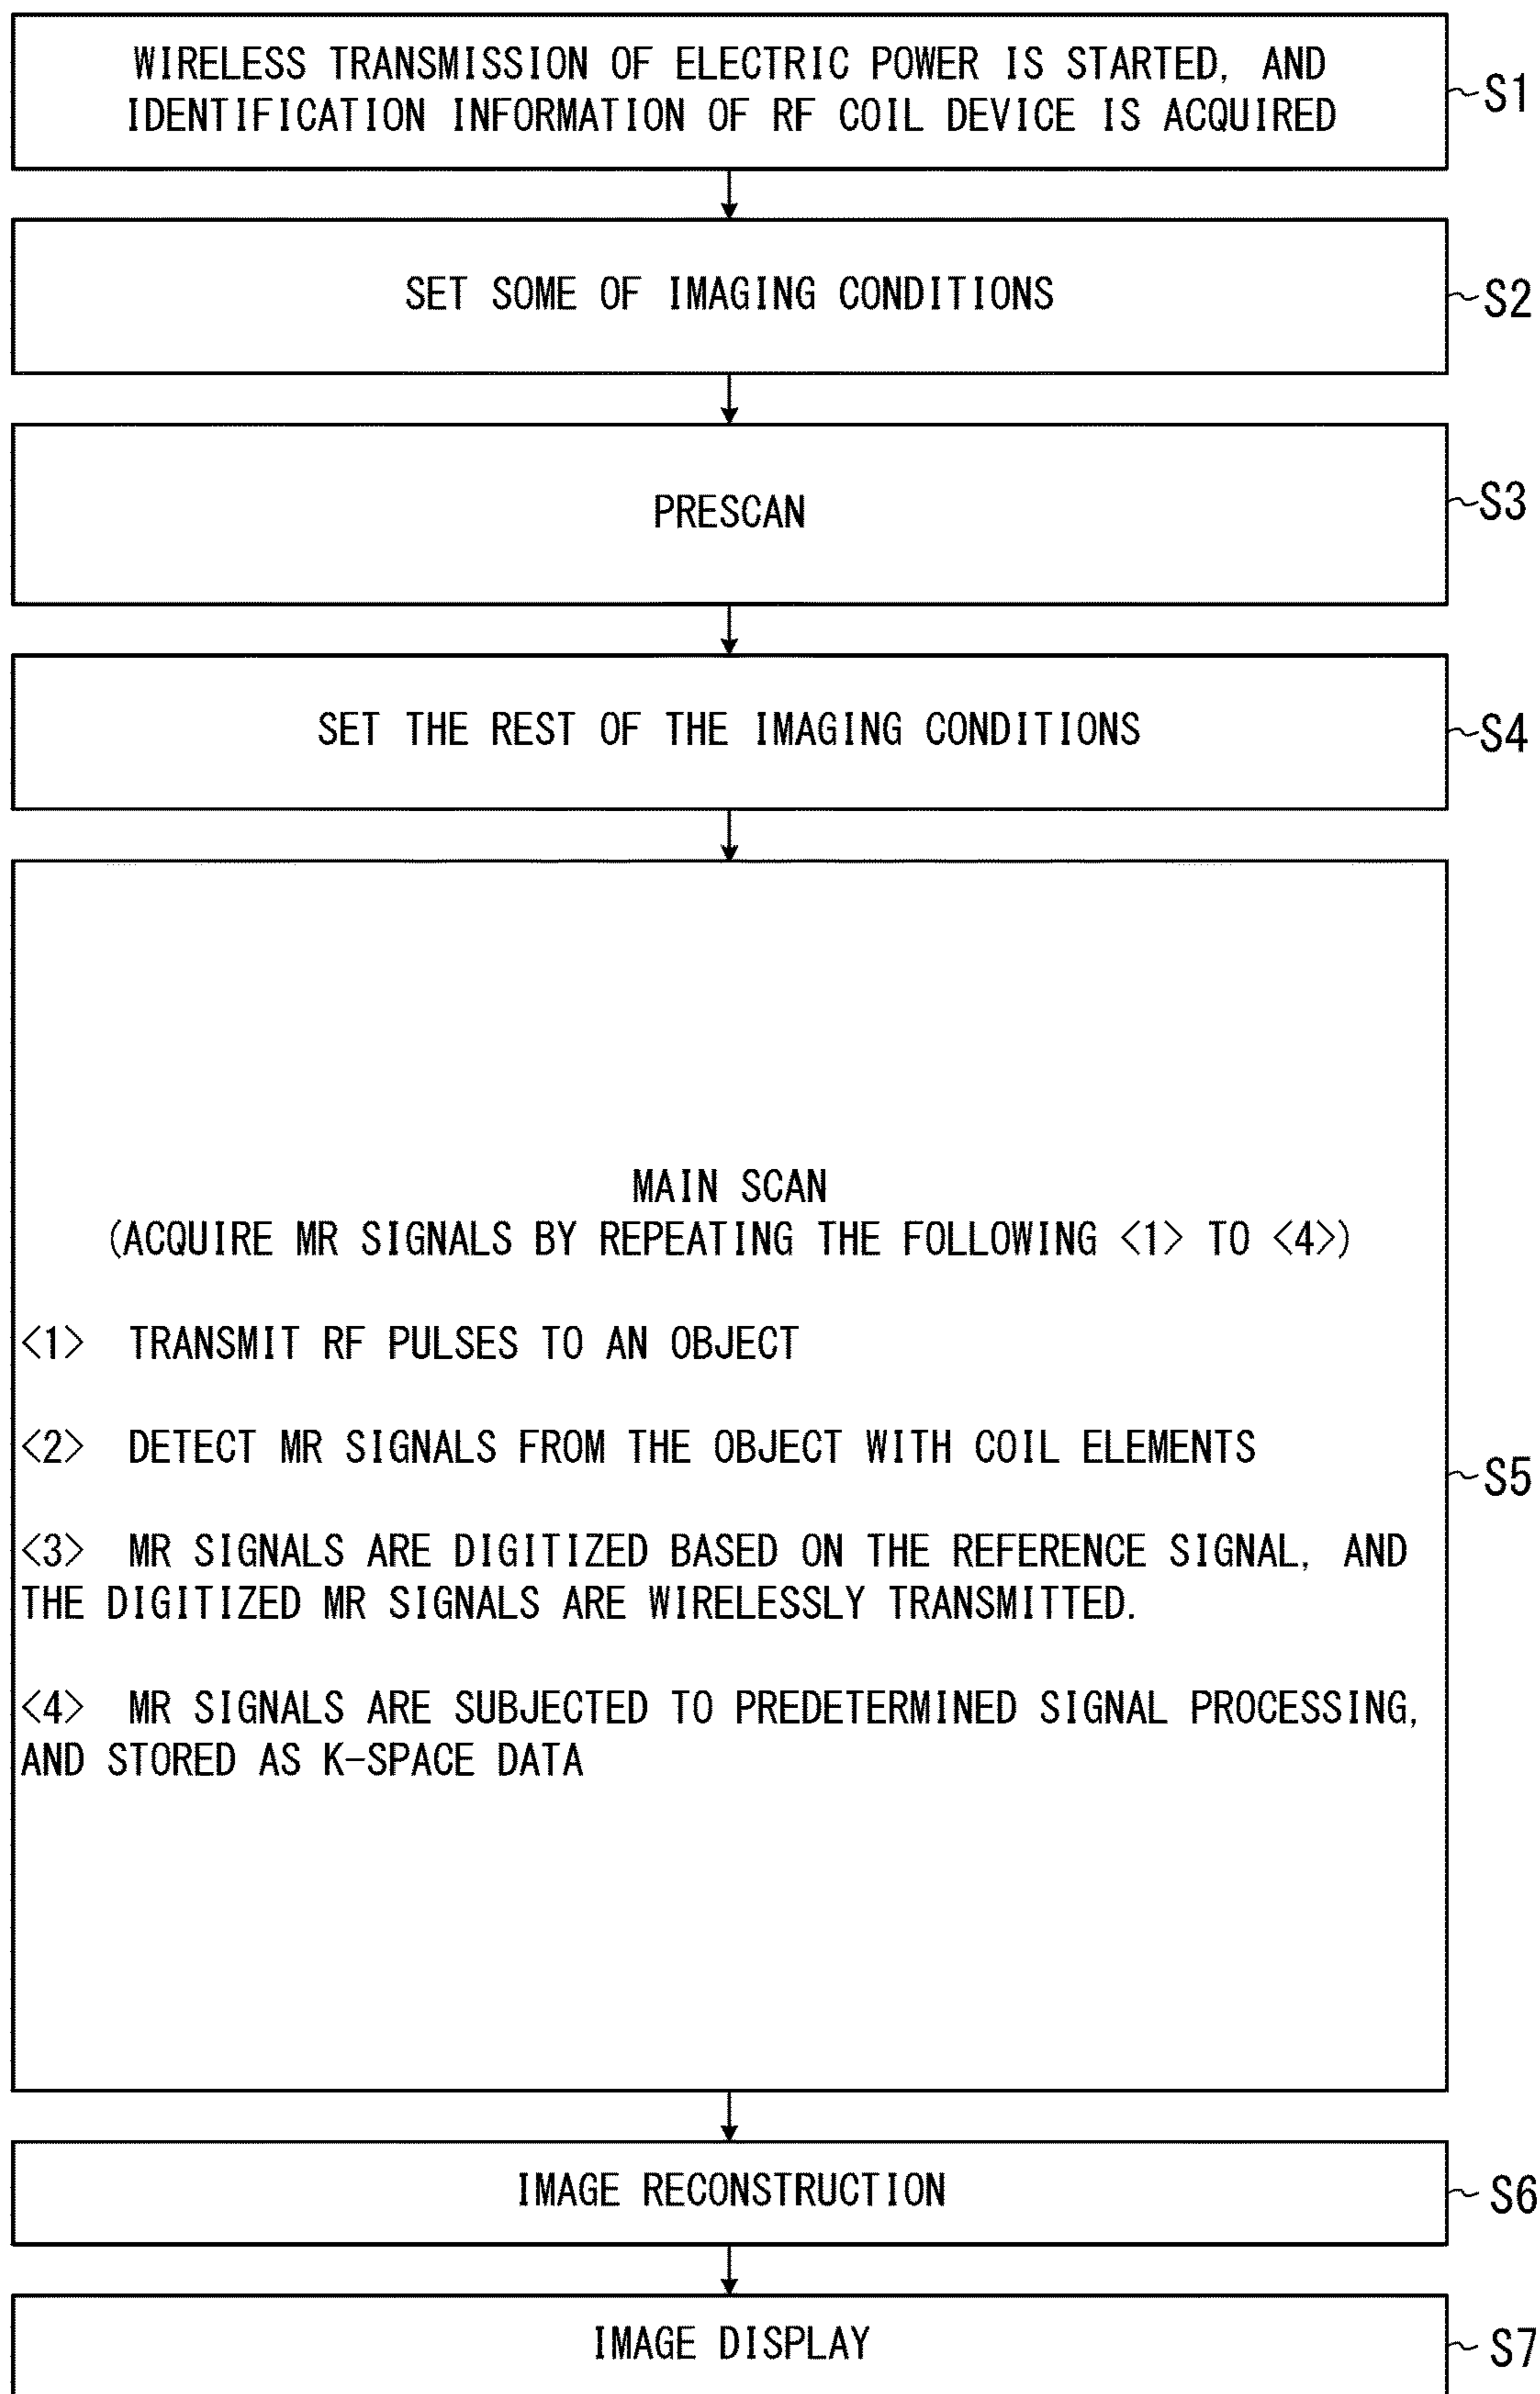 WIRELESS TRANSMISSION OF ELECTRIC POWER IS STARTED, AND
IDENTIFICATION INFORMATION OF RF COIL DEVICE IS ACQUIRED
S1
SET SOME OF IMAGING CONDITIONS
S2
PRESCAN
S3
SET THE REST OF THE IMAGING CONDITIONS
S4
MAIN SCAN
(ACQUIRE MR SIGNALS BY REPEATING THE FOLLOWING <1> TO <4>)
<1> TRANSMIT RF PULSES TO AN OBJECT
<2> DETECT MR SIGNALS FROM THE OBJECT WITH COIL ELEMENTS
<3> MR SIGNALS ARE DIGITIZED BASED ON THE REFERENCE SIGNAL, AND
THE DIGITIZED MR SIGNALS ARE WIRELESSLY TRANSMITTED.
<4> MR SIGNALS ARE SUBJECTED TO PREDETERMINED SIGNAL PROCESSING,
AND STORED AS K-SPACE DATA
S5
IMAGE RECONSTRUCTION
S6
IMAGE DISPLAY
S7